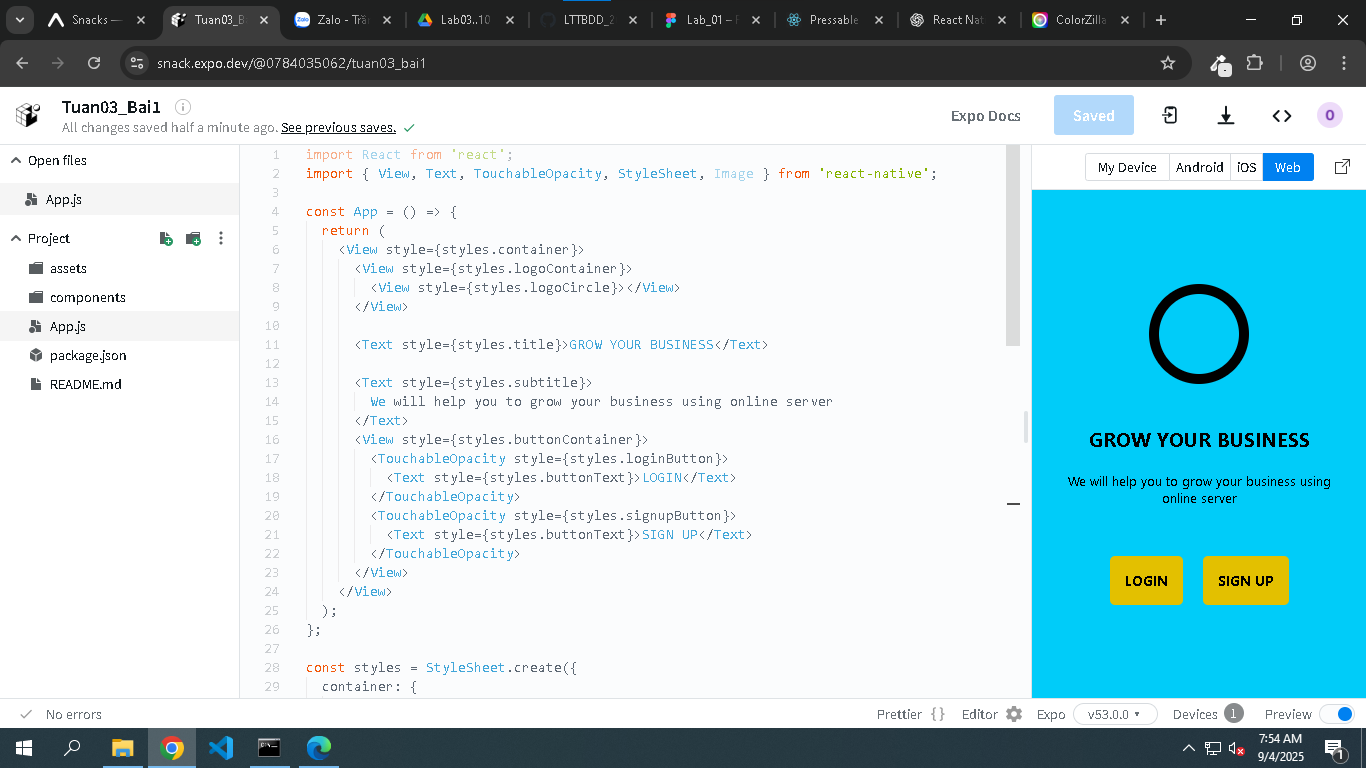 Snacks —
Tuan03_B
Zalo - Trầ
Lab03..10
LTTBDD_2
Lab_01 – F
Pressable
React Nat
ColorZilla
snack.expo.dev/@0784035062/tuan03_bai1
Tuan03_Bai1
All changes saved half a minute ago. See previous saves.
Expo Docs
Saved
O
Open files
App.js
Project
assets
components
App.js
package.json
README.md
1 import React from 'react';
2 import { View, Text, TouchableOpacity, StyleSheet, Image } from 'react-native';
3
4 const App = () => {
5 return (
6 <View style={styles.container}>
7 <View style={styles.logoContainer}>
8 <View style={styles.logoCircle}></View>
9 </View>
10
11 <Text style={styles.title}>GROW YOUR BUSINESS</Text>
12
13 <Text style={styles.subtitle}>
14 We will help you to grow your business using online server
15 </Text>
16 <View style={styles.buttonContainer}>
17 <TouchableOpacity style={styles.loginButton}>
18 <Text style={styles.buttonText}>LOGIN</Text>
19 </TouchableOpacity>
20 <TouchableOpacity style={styles.signupButton}>
21 <Text style={styles.buttonText}>SIGN UP</Text>
22 </TouchableOpacity>
23 </View>
24 </View>
25 );
26 };
27
28 const styles = StyleSheet.create({
29 container: {
My Device Android iOS Web
GROW YOUR BUSINESS
We will help you to grow your business using
online server
LOGIN
SIGN UP
No errors
Prettier {}
Editor
Expo v53.0.0
Devices 1
Preview
7:54 AM
9/4/2025
1